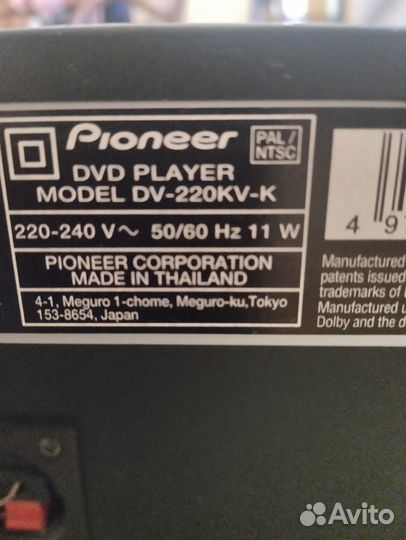 Pioneer
PAL/
NTSC
DVD PLAYER
MODEL DV-220KV-K
220-240 V~ 50/60 Hz 11 W
PIONEER CORPORATION
MADE IN THAILAND
4-1, Meguro 1-chome, Meguro-ku, Tokyo
153-8654, Japan
4 9
Manufactured
patents issued
trademarks of
Manufactured u
Dolby and the d
Avito